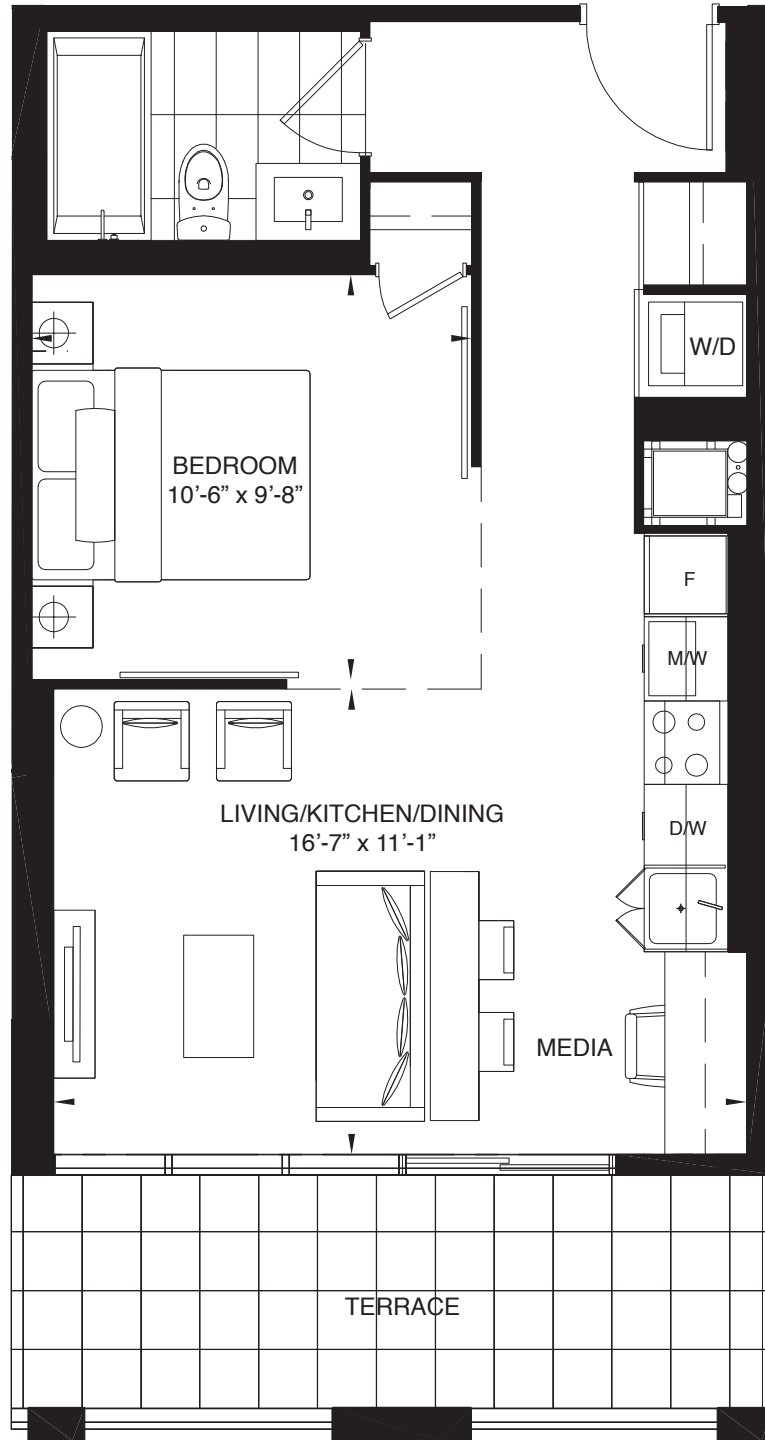 W/D
BEDROOM
10’-6” x 9’-8”
F
M/W
LIVING/KITCHEN/DINING
16’-7” x 11’-1”
D/W
MEDIA
TERRACE